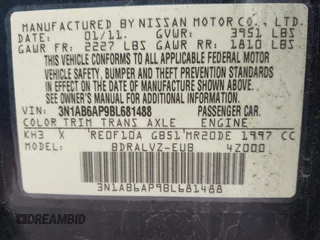 MANUFACTURED BY NISSAN MOTOR CO., LTD.
DATE: 01/11. GVWR: 3951 LBS
GAWR FR: 2227 LBS GAWR RR: 1810 LBS
THIS VEHICLE CONFORMS TO ALL APPLICABLE FEDERAL MOTOR
VEHICLE SAFETY, BUMPER AND THEFT PREVENTION
STANDARDS IN EFFECT ON THE DATE OF MANUFACTURE
SHOWN ABOVE.
SEE OWNER'S MANUAL FOR MORE INFORMATION.
VIN: 3N1AB6AP9BL681488 PASSENGER CAR.
COLOR TRIM TRANS AXLE ENGINE
KH3 X RE0F10A GB51 MR20DE 1997 CC
MODEL: BDRALVZ-EUB 4Z000
3N1AB6AP9BL681488
© DREAMBID